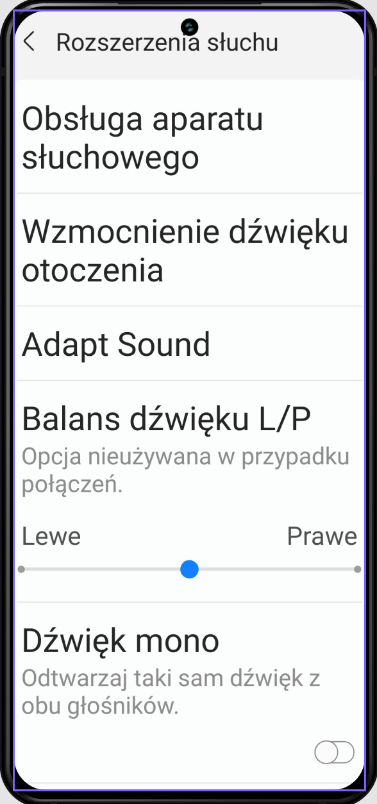 Rozszerzenia słuchu
Obsługa aparatu
słuchowego
Wzmocnienie dźwięku
otoczenia
Adapt Sound
Balans dźwięku L/P
Opcja nieużywana w przypadku
połączeń.
Lewe Prawe
Dźwięk mono
Odtwarzaj taki sam dźwięk z
obu głośników.